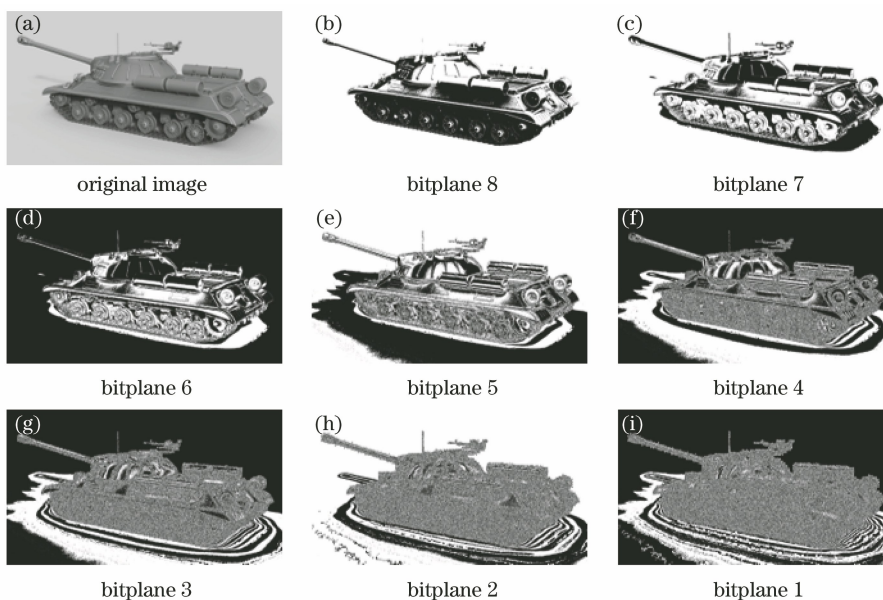 (a)
original image
(b)
bitplane 8
(c)
bitplane 7
(d)
bitplane 6
(e)
bitplane 5
(f)
bitplane 4
(g)
bitplane 3
(h)
bitplane 2
(i)
bitplane 1